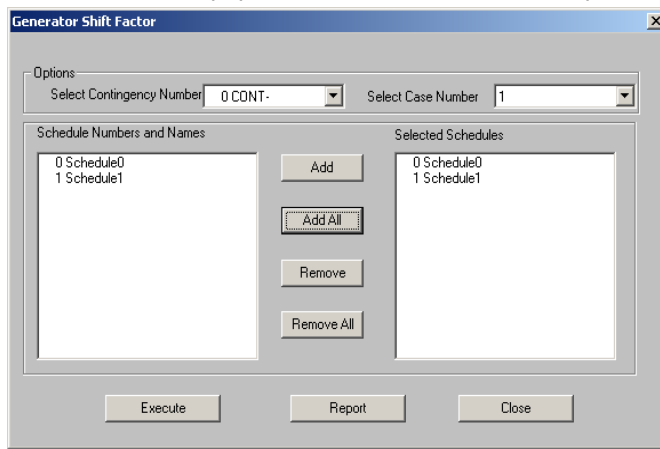 Generator Shift Factor
Options
Select Contingency Number 0 CONT- Select Case Number 1
Schedule Numbers and Names
0 Schedule0
1 Schedule1
Add
Add All
Remove
Remove All
Selected Schedules
0 Schedule0
1 Schedule1
Execute Report Close